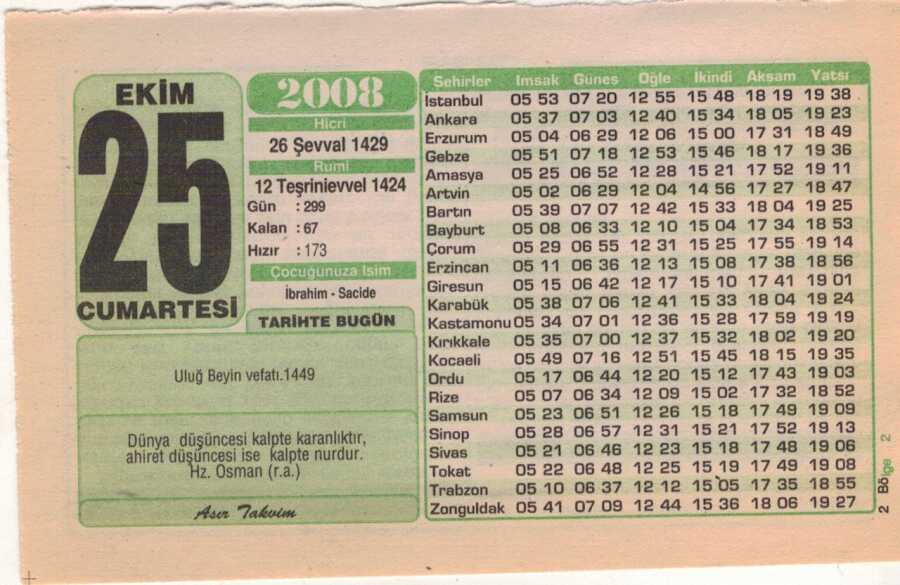 EKİM
25
CUMARTESİ
2008
Hicri
26 Şevval 1429
Rumi
12 Teşrinievvel 1424
Gün : 299
Kalan : 67
Hızır : 173
Çocuğunuza İsim
İbrahim - Sacide
TARİHTE BUGÜN
Uluğ Beyin vefatı.1449
Dünya düşüncesi kalpte karanlıktır,
ahiret düşüncesi ise kalpte nurdur.
Hz. Osman (r.a.)
Asır Takvim
Şehirler İmsak Güneş Öğle İkindi Akşam Yatsı
İstanbul 05 53 07 20 12 55 15 48 18 19 19 38
Ankara 05 37 07 03 12 40 15 34 18 05 19 23
Erzurum 05 04 06 29 12 06 15 00 17 31 18 49
Gebze 05 51 07 18 12 53 15 46 18 17 19 36
Amasya 05 25 06 52 12 28 15 21 17 52 19 11
Artvin 05 02 06 29 12 04 14 56 17 27 18 47
Bartın 05 39 07 07 12 42 15 33 18 04 19 25
Bayburt 05 08 06 33 12 10 15 04 17 34 18 53
Çorum 05 29 06 55 12 31 15 25 17 55 19 14
Erzincan 05 11 06 36 12 13 15 08 17 38 18 56
Giresun 05 15 06 42 12 17 15 10 17 41 19 01
Karabük 05 38 07 06 12 41 15 33 18 04 19 24
Kastamonu 05 34 07 01 12 36 15 28 17 59 19 19
Kırıkkale 05 35 07 00 12 37 15 32 18 02 19 20
Kocaeli 05 49 07 16 12 51 15 45 18 15 19 35
Ordu 05 17 06 44 12 20 15 12 17 43 19 03
Rize 05 07 06 34 12 09 15 02 17 32 18 52
Samsun 05 23 06 51 12 26 15 18 17 49 19 09
Sinop 05 28 06 57 12 31 15 21 17 52 19 13
Sivas 05 21 06 46 12 23 15 18 17 48 19 06
Tokat 05 22 06 48 12 25 15 19 17 49 19 08
Trabzon 05 10 06 37 12 12 15 05 17 35 18 55
Zonguldak 05 41 07 09 12 44 15 36 18 06 19 27
2 Bölge 2